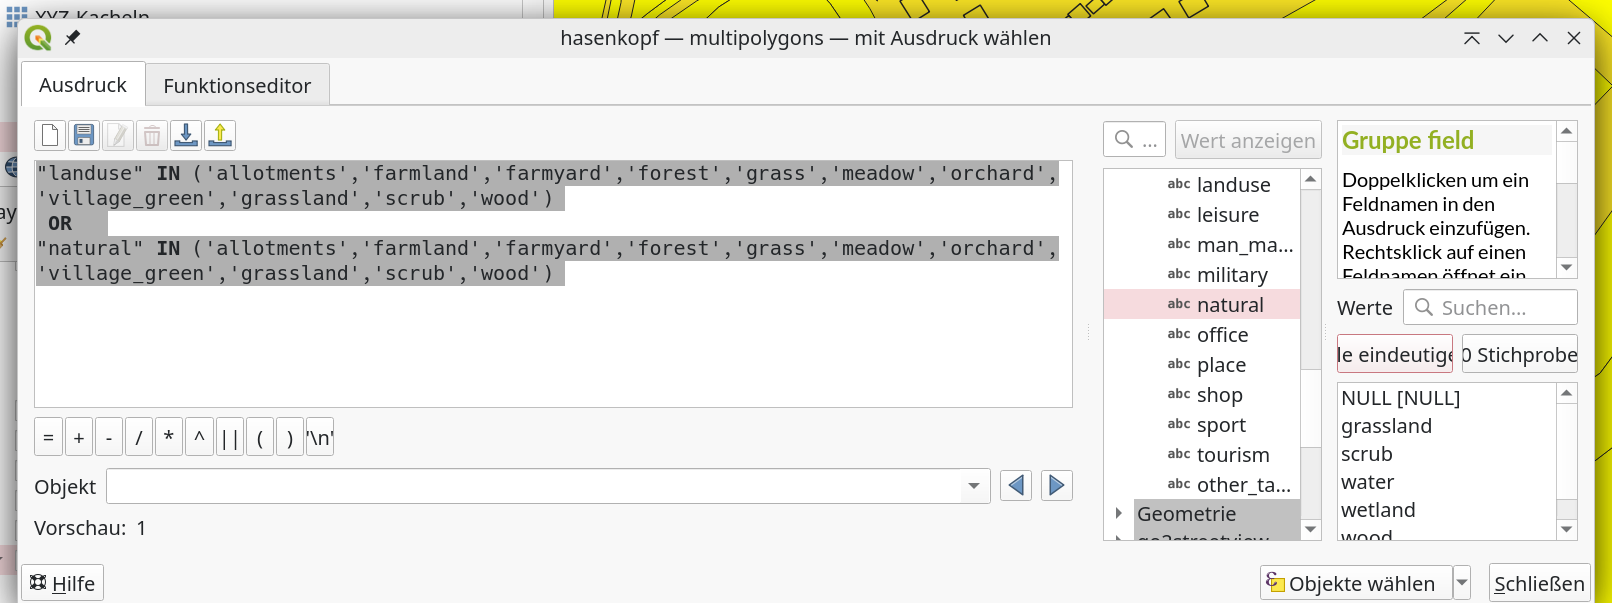 XYZ-Kacheln
hasenkopf — multipolygons — mit Ausdruck wählen
Ausdruck
Funktionseditor
"landuse" IN ('allotments','farmland','farmyard','forest','grass','meadow','orchard',
'village_green','grassland','scrub','wood')
OR
"natural" IN ('allotments','farmland','farmyard','forest','grass','meadow','orchard',
'village_green','grassland','scrub','wood')
= + - / * ^ || ( ) '\n'
Objekt
Vorschau: 1
Hilfe
...
Wert anzeigen
abc landuse
abc leisure
abc man_ma...
abc military
abc natural
abc office
abc place
abc shop
abc sport
abc tourism
abc other_ta...
Geometrie
go2streetview
Gruppe field
Doppelklicken um ein
Feldnamen in den
Ausdruck einzufügen.
Rechtsklick auf einen
Feldnamen öffnet ein
Werte
Suchen...
le eindeutige
0 Stichprobe
NULL [NULL]
grassland
scrub
water
wetland
wood
Objekte wählen
Schließen